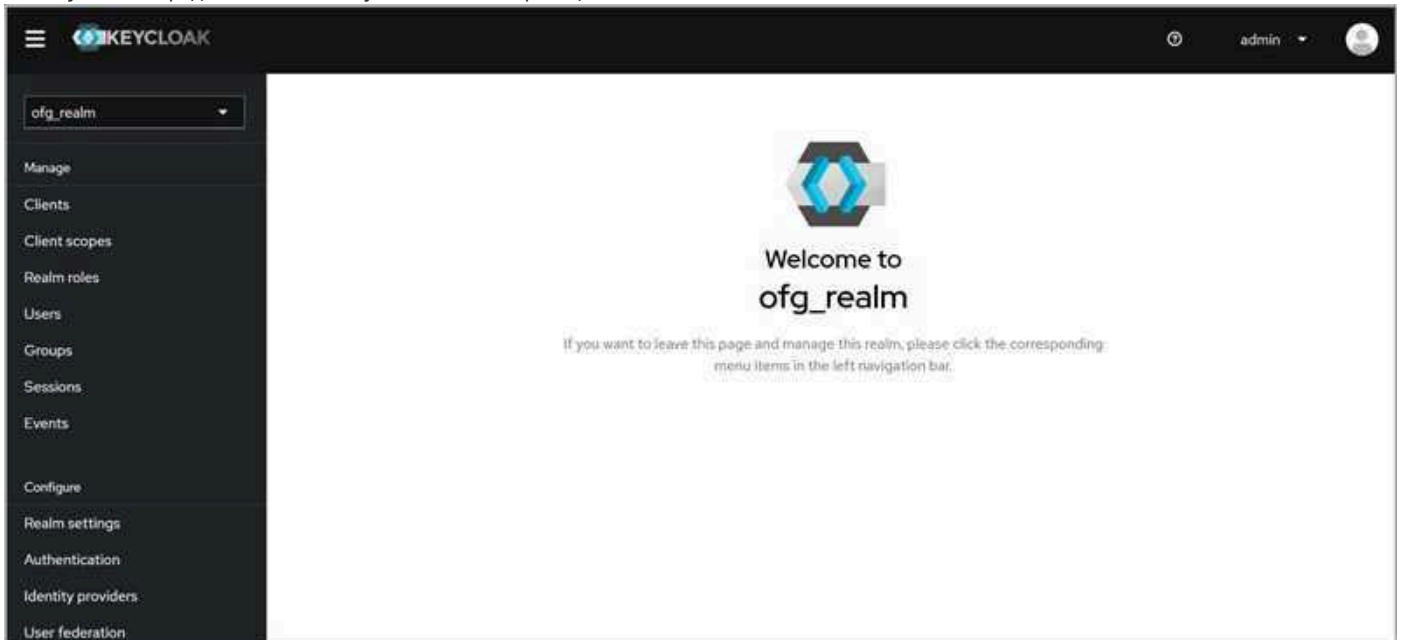 KEYCLOAK
admin
ofg_realm
Manage
Clients
Client scopes
Realm roles
Users
Groups
Sessions
Events
Configure
Realm settings
Authentication
Identity providers
User federation
Welcome to
ofg_realm
If you want to leave this page and manage this realm, please click the corresponding
menu items in the left navigation bar.